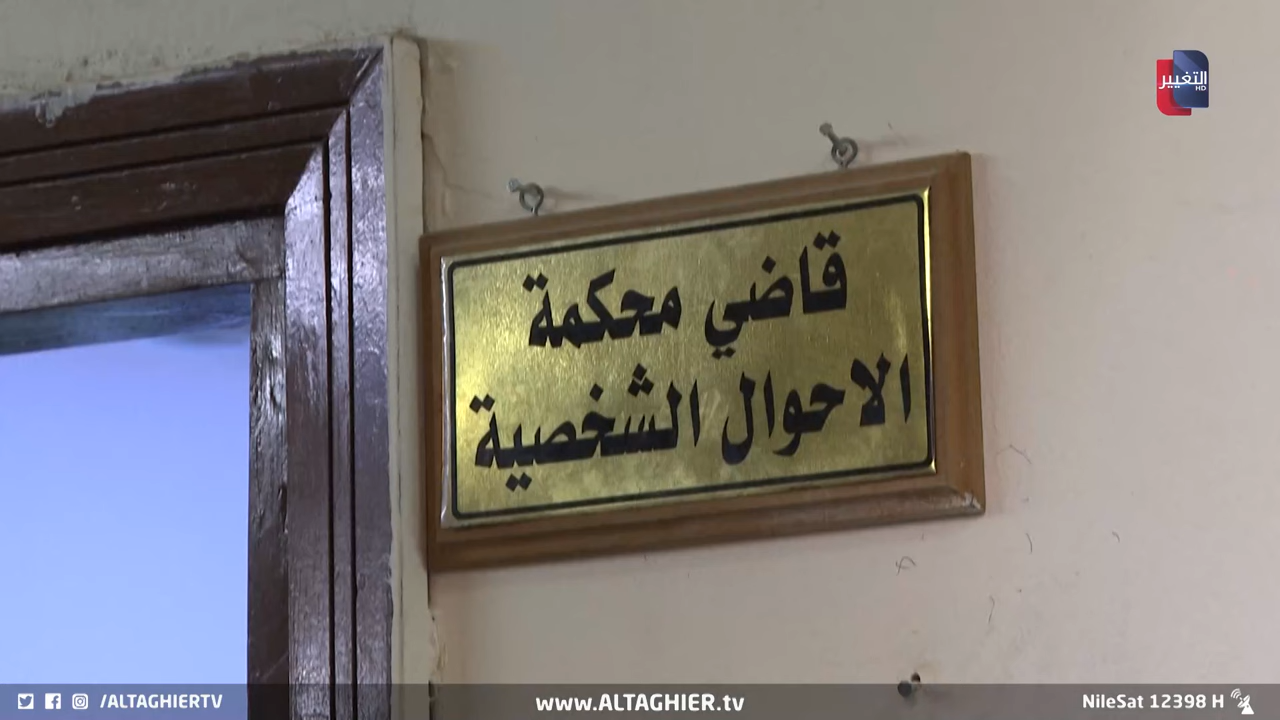 التغيير
HD
قاضي محكمة
الاحوال الشخصية
/ALTAGHIERTV
www.ALTAGHIER.tv
NileSat 12398 H